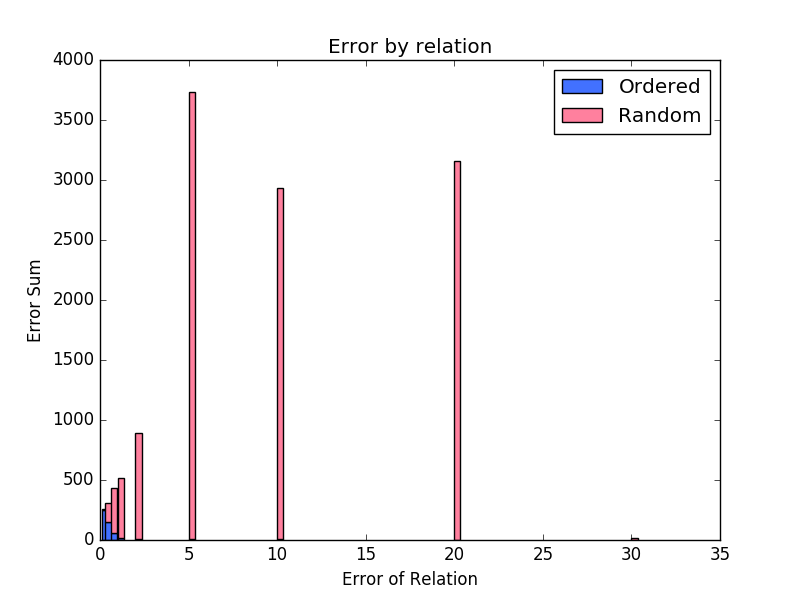 Error by relation
4000
3500
3000
2500
2000
1500
1000
500
0
Error Sum
Ordered
Random
0 5 10 15 20 25 30 35
Error of Relation